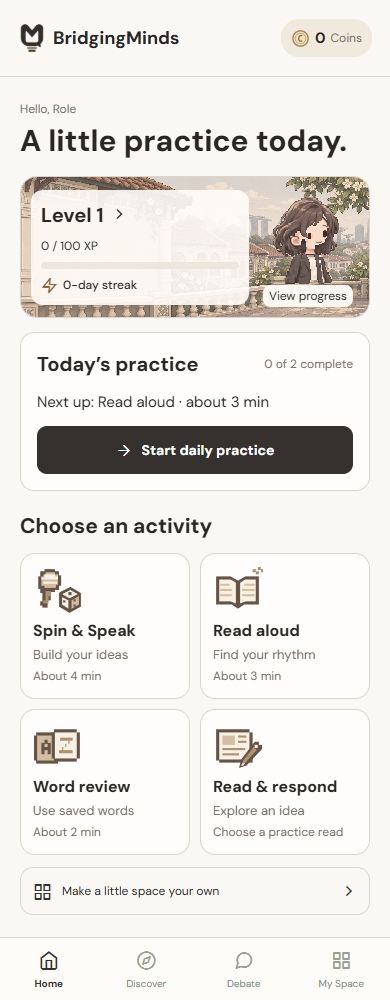 BridgingMinds
0 Coins
Hello, Role
A little practice today.
Level 1
0 / 100 XP
0-day streak
View progress
Today’s practice
0 of 2 complete
Next up: Read aloud · about 3 min
Start daily practice
Choose an activity
Spin & Speak
Build your ideas
About 4 min
Read aloud
Find your rhythm
About 3 min
Word review
Use saved words
About 2 min
Read & respond
Explore an idea
Choose a practice read
Make a little space your own
Home
Discover
Debate
My Space